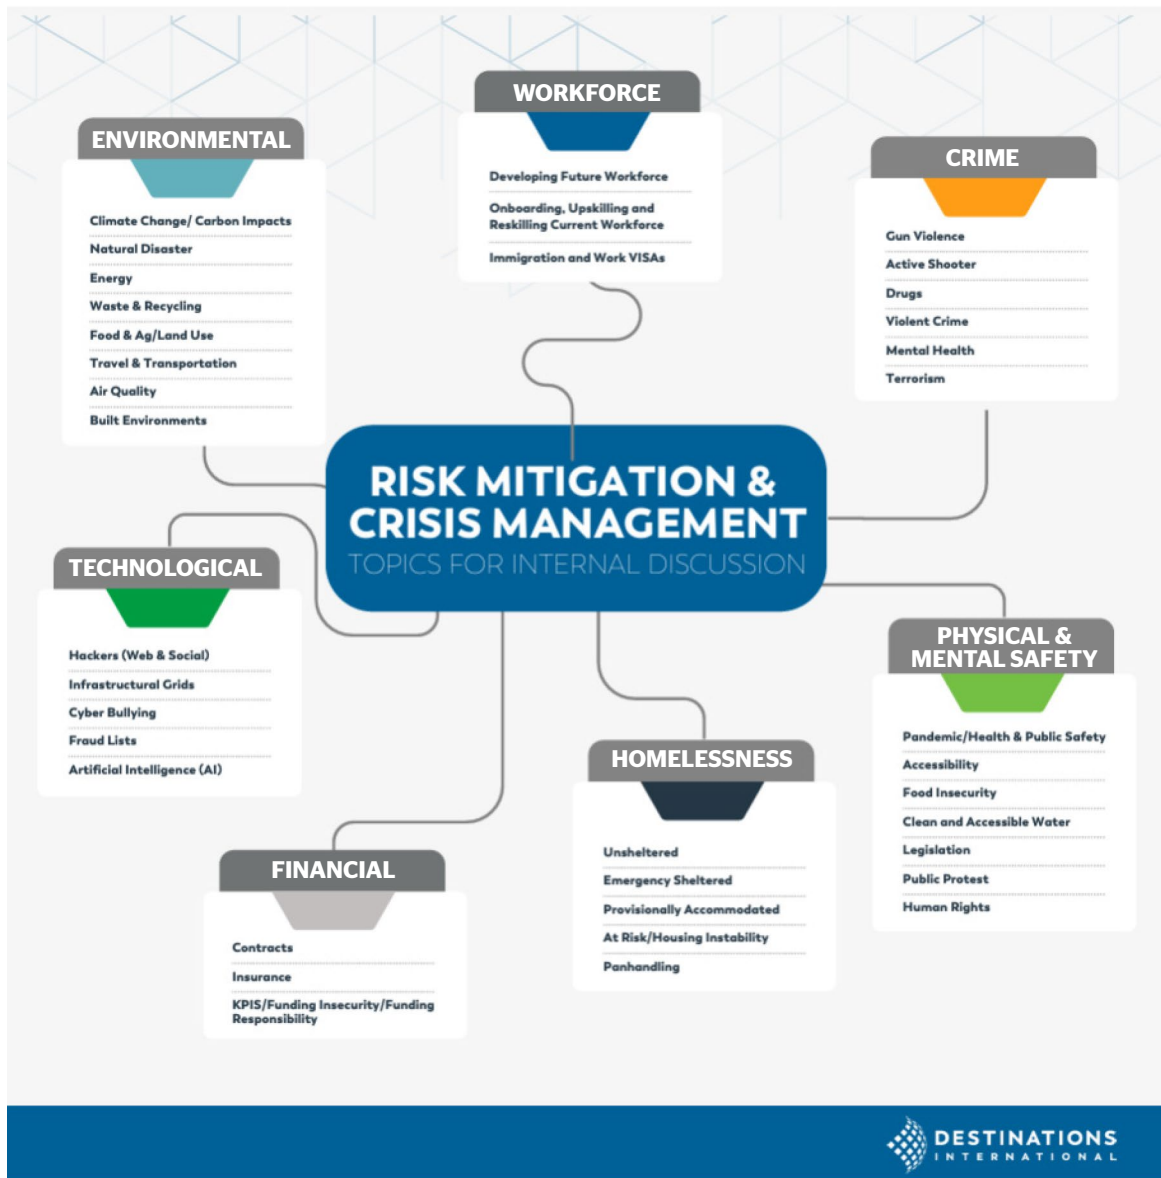 WORKFORCE
Developing Future Workforce
Onboarding, Upskilling and
Reskilling Current Workforce
Immigration and Work VISAs
ENVIRONMENTAL
Climate Change/ Carbon Impacts
Natural Disaster
Energy
Waste & Recycling
Food & Ag/Land Use
Travel & Transportation
Air Quality
Built Environments
CRIME
Gun Violence
Active Shooter
Drugs
Violent Crime
Mental Health
Terrorism
RISK MITIGATION &
CRISIS MANAGEMENT
TOPICS FOR INTERNAL DISCUSSION
TECHNOLOGICAL
Hackers (Web & Social)
Infrastructural Grids
Cyber Bullying
Fraud Lists
Artificial Intelligence (AI)
PHYSICAL &
MENTAL SAFETY
Pandemic/Health & Public Safety
Accessibility
Food Insecurity
Clean and Accessible Water
Legislation
Public Protest
Human Rights
HOMELESSNESS
Unsheltered
Emergency Sheltered
Provisionally Accommodated
At Risk/Housing Instability
Panhandling
FINANCIAL
Contracts
Insurance
KPIS/Funding Insecurity/Funding
Responsibility
DESTINATIONS
INTERNATIONAL